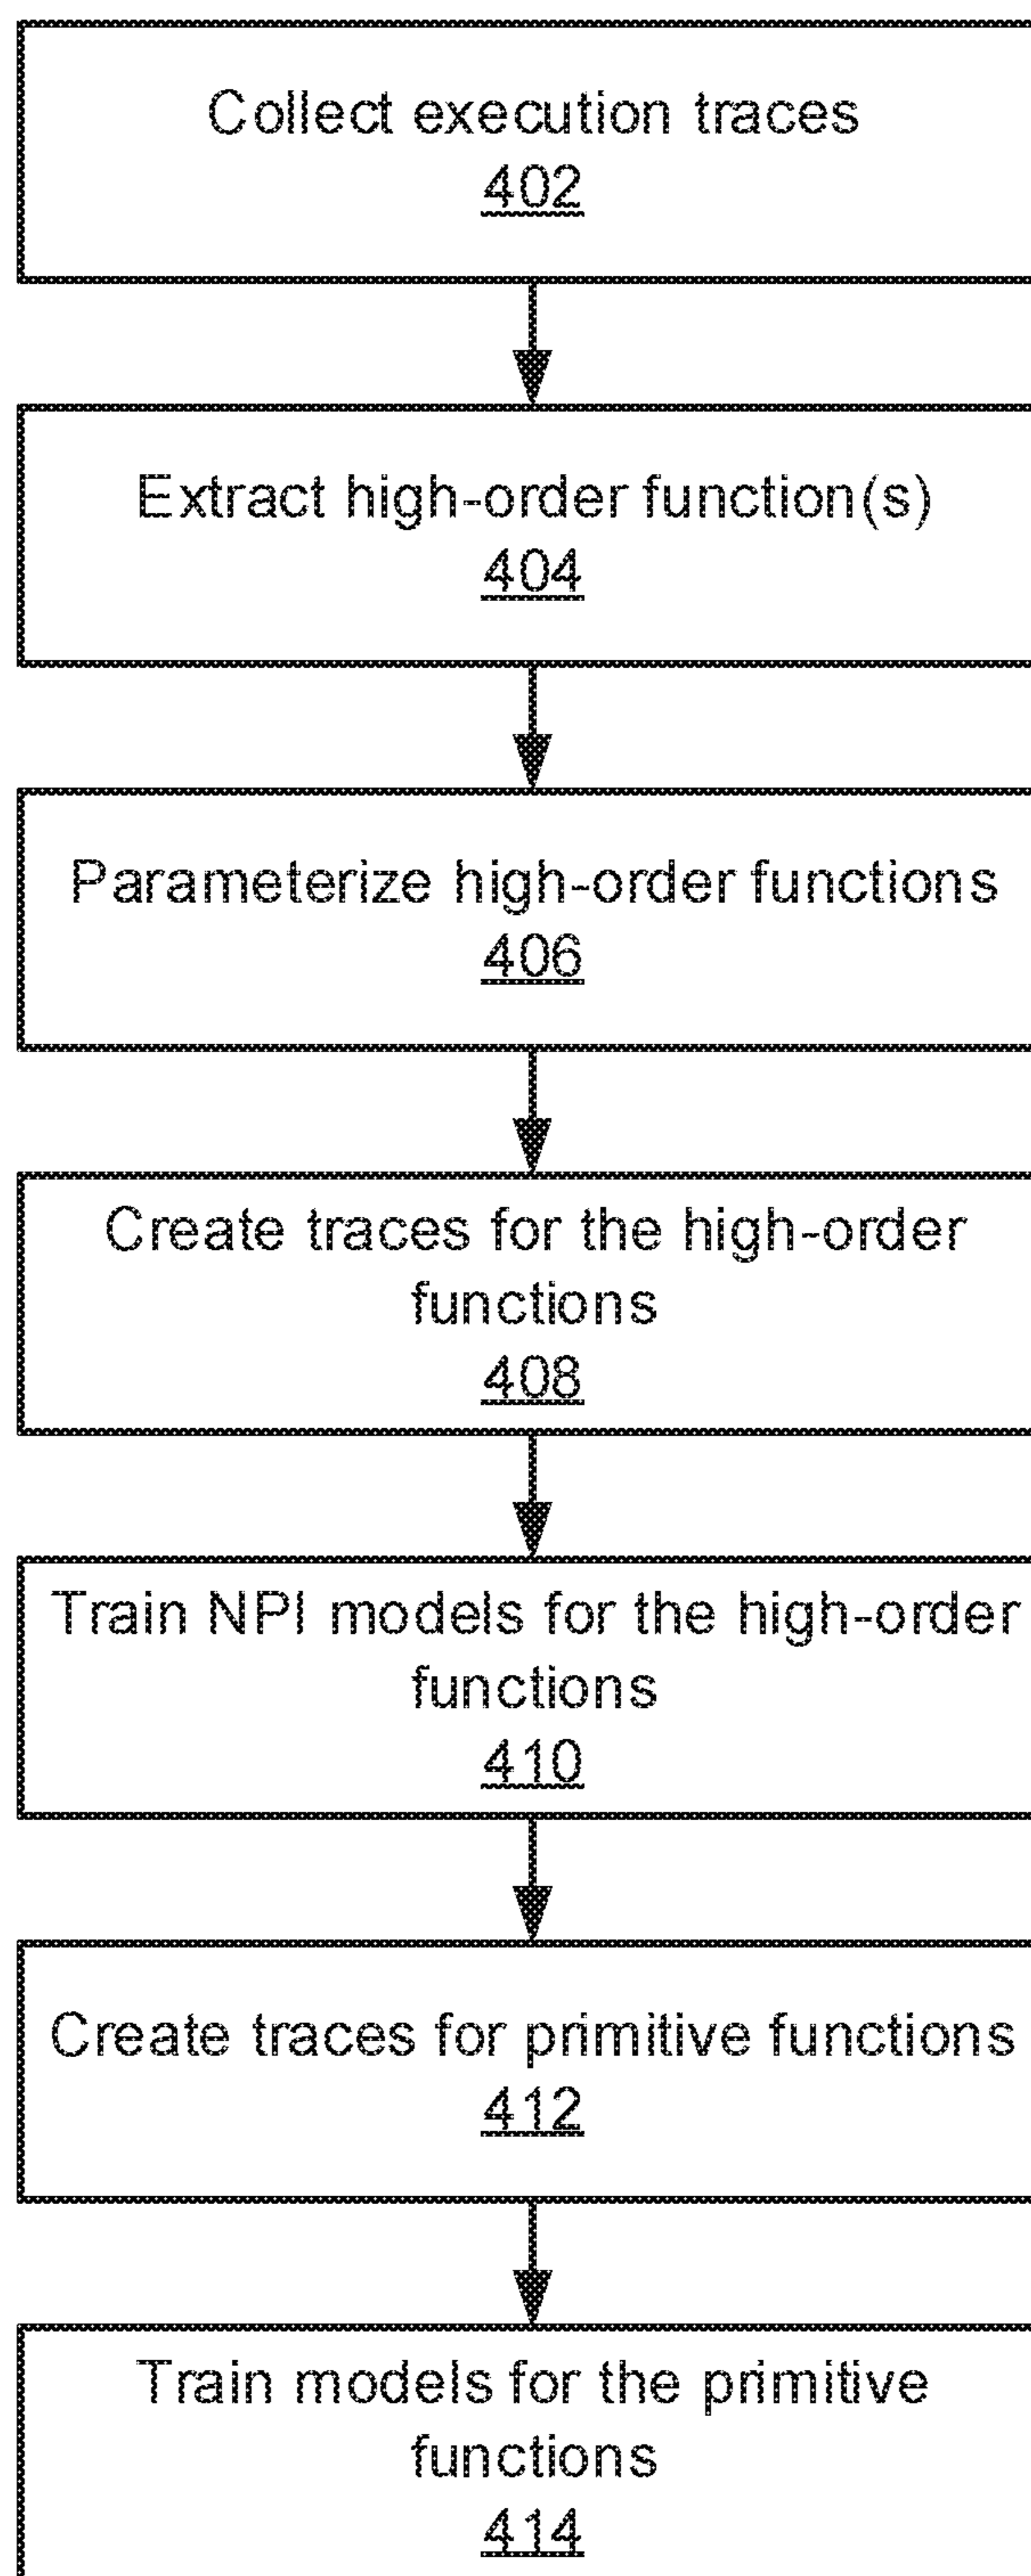 Collect execution traces
402
Extract high-order function(s)
404
Parameterize high-order functions
406
Create traces for the high-order
functions
408
Train NPI models for the high-order
functions
410
Create traces for primitive functions
412
Train models for the primitive
functions
414